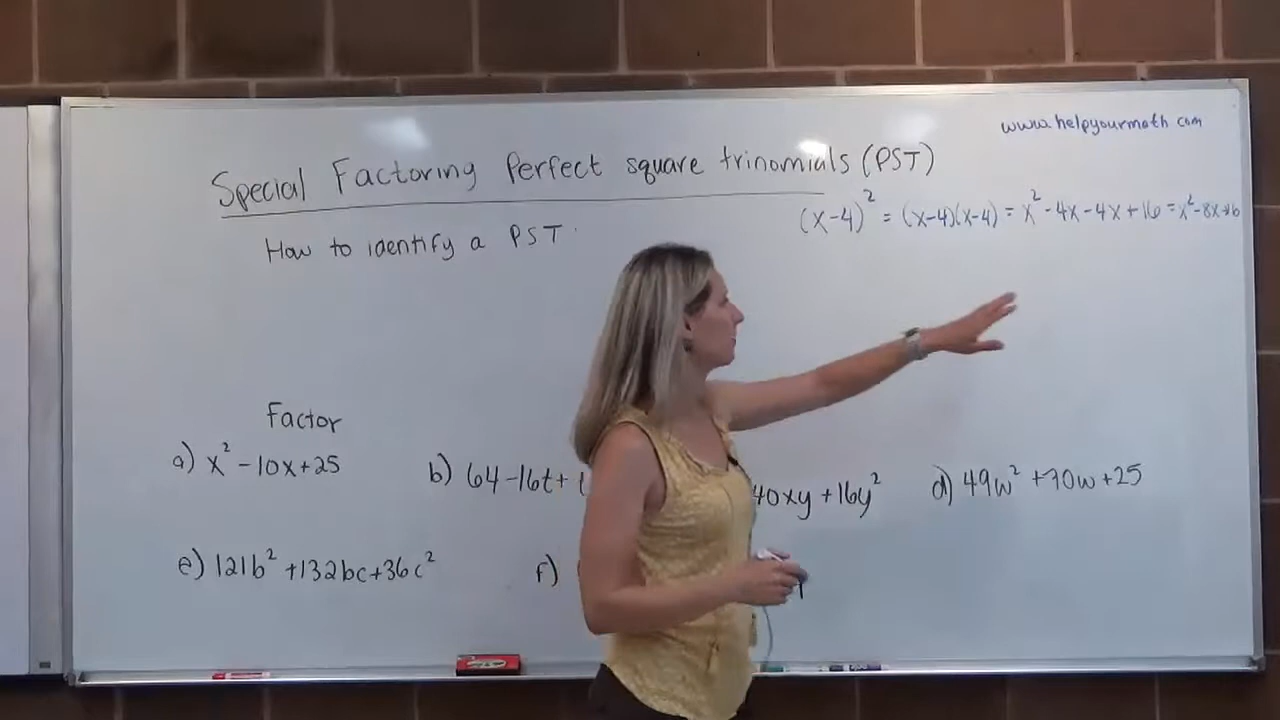 www.helpyourmath.com
Special Factoring Perfect square trinomials (PST)
(x-4)² = (x-4)(x-4) = x² - 4x - 4x + 16 = x² - 8x + 16
How to identify a PST
Factor
a) x² - 10x + 25
b) 64 - 16t +
40xy + 16y²
d) 49w² + 70w + 25
e) 121b² + 132bc + 36c²
f)